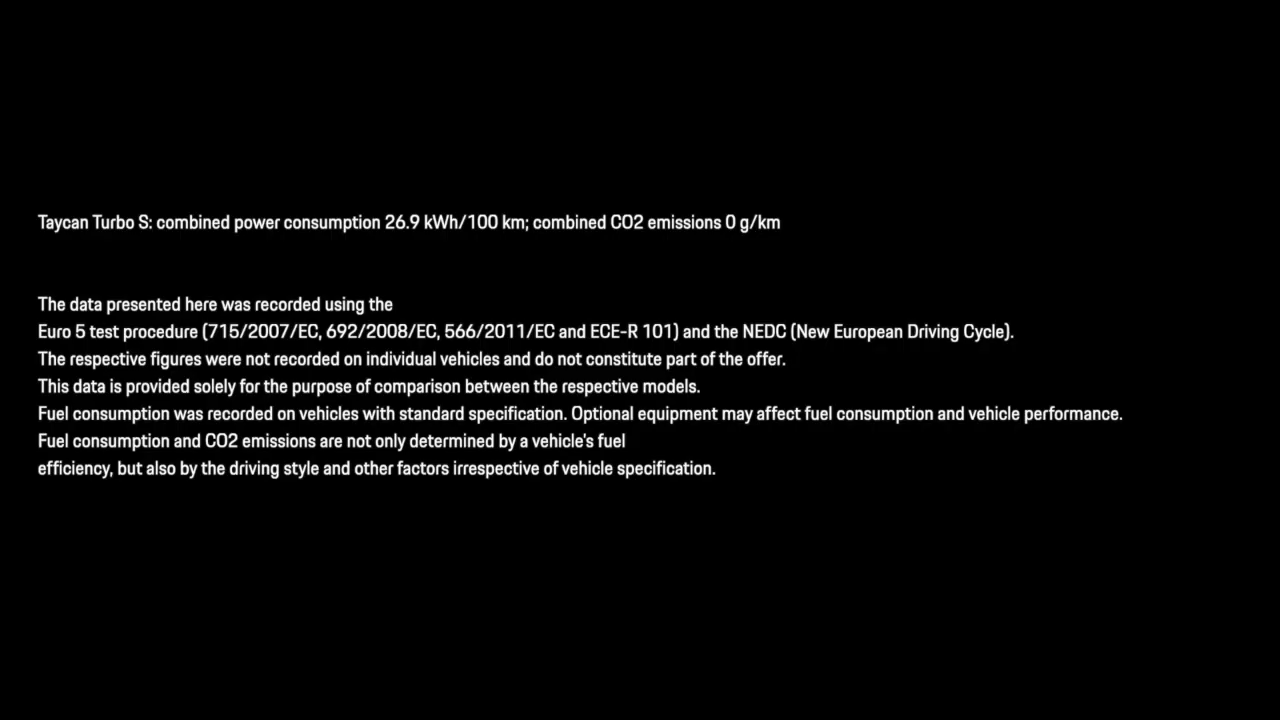 Taycan Turbo S: combined power consumption 26.9 kWh/100 km; combined CO2 emissions 0 g/km
The data presented here was recorded using the
Euro 5 test procedure (715/2007/EC, 692/2008/EC, 566/2011/EC and ECE-R 101) and the NEDC (New European Driving Cycle).
The respective figures were not recorded on individual vehicles and do not constitute part of the offer.
This data is provided solely for the purpose of comparison between the respective models.
Fuel consumption was recorded on vehicles with standard specification. Optional equipment may affect fuel consumption and vehicle performance.
Fuel consumption and CO2 emissions are not only determined by a vehicle's fuel
efficiency, but also by the driving style and other factors irrespective of vehicle specification.